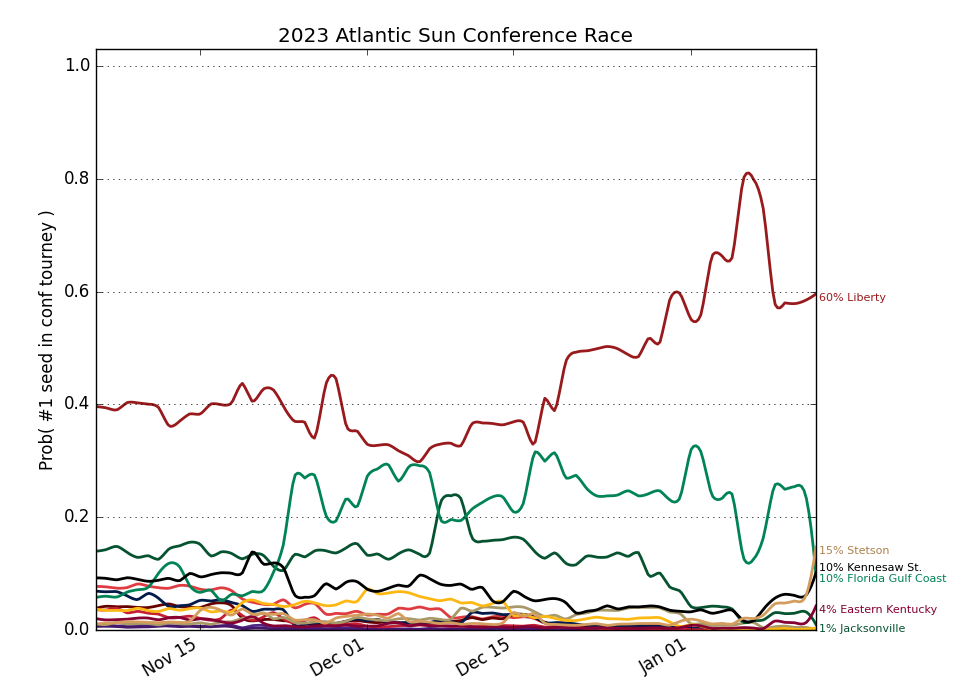 2023 Atlantic Sun Conference Race
Prob( #1 seed in conf tourney )
1.0
0.8
0.6
0.4
0.2
0.0
Nov 15
Dec 01
Dec 15
Jan 01
60% Liberty
15% Stetson
10% Kennesaw St.
10% Florida Gulf Coast
4% Eastern Kentucky
1% Jacksonville